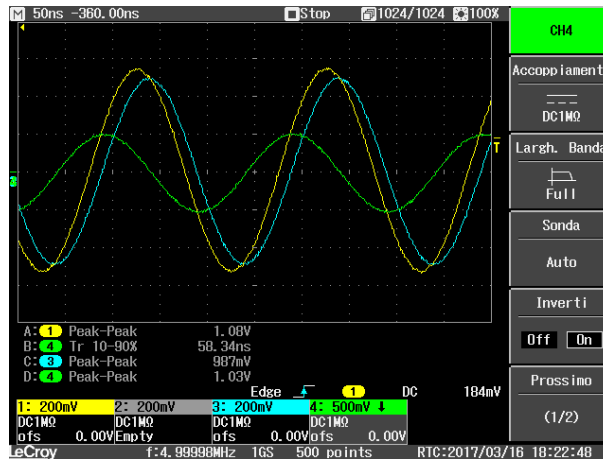 M 50ns -360.00ns Stop 1024/1024 100%
CH4
Accoppiament
DC1MΩ
Largh. Banda
Full
Sonda
Auto
Inverti
Off On
Prossimo
(1/2)
T
3
A: 1 Peak-Peak 1.08V
B: 4 Tr 10-90% 58.34ns
C: 3 Peak-Peak 987mV
D: 4 Peak-Peak 1.03V
Edge 1 DC 184mV
1: 200mV 2: 200mV 3: 200mV 4: 500mV ↓
DC1MΩ DC1MΩ DC1MΩ DC1MΩ
ofs 0.00V Empty ofs 0.00V ofs 0.00V
LeCroy f:4.99998MHz 1GS 500 points RTC:2017/03/16 18:22:48